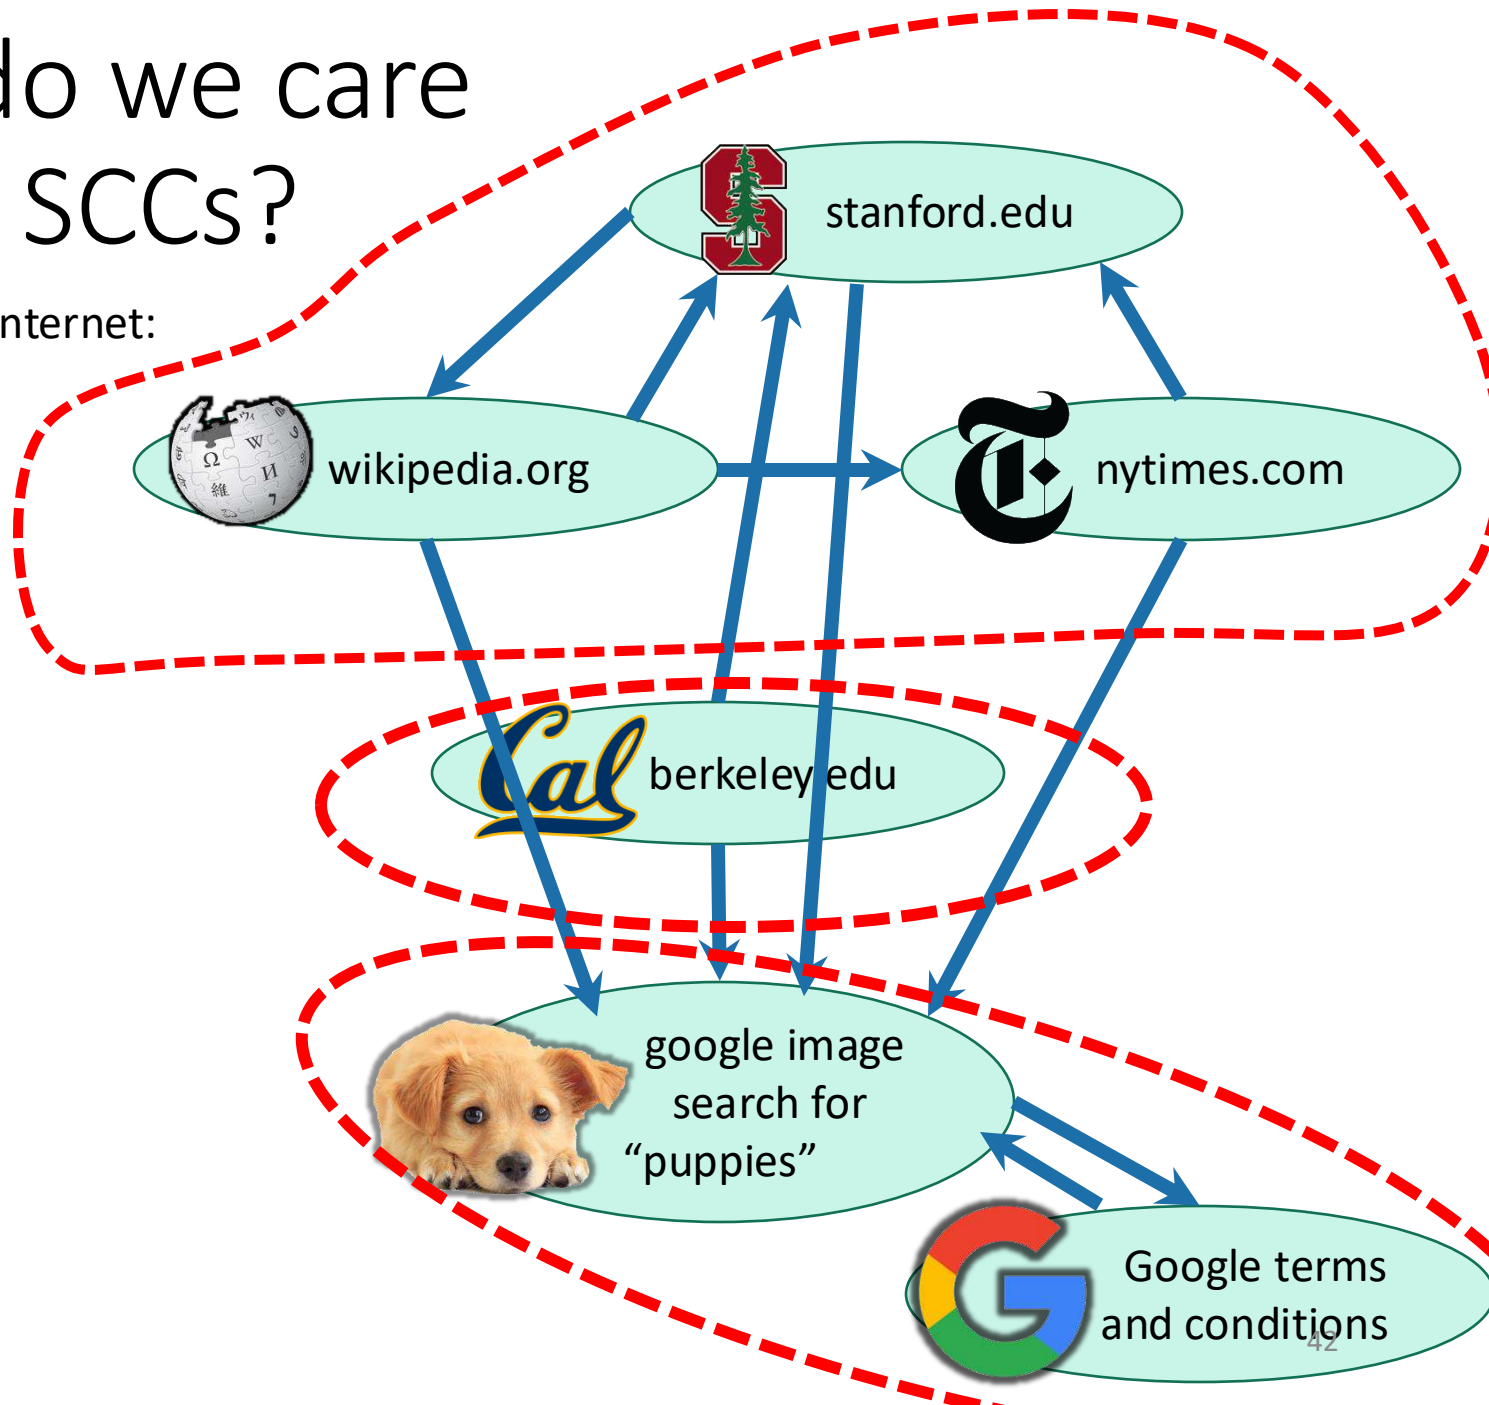 do we care
SCCs?
nternet:
stanford.edu
wikipedia.org
nytimes.com
Cal
berkeley.edu
google image
search for
“puppies”
Google terms
and conditions
42